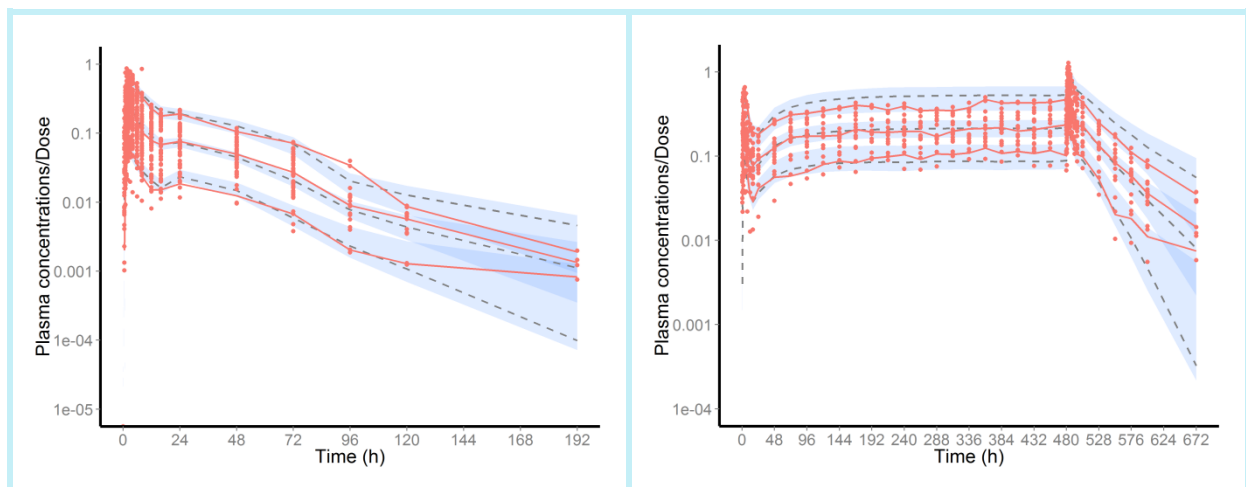 Plasma concentrations/Dose
1
0.1
0.01
0.001
1e-04
1e-05
0 24 48 72 96 120 144 168 192
Time (h)
Plasma concentrations/Dose
1
0.1
0.01
0.001
1e-04
0 48 96 144 192 240 288 336 384 432 480 528 576 624 672
Time (h)